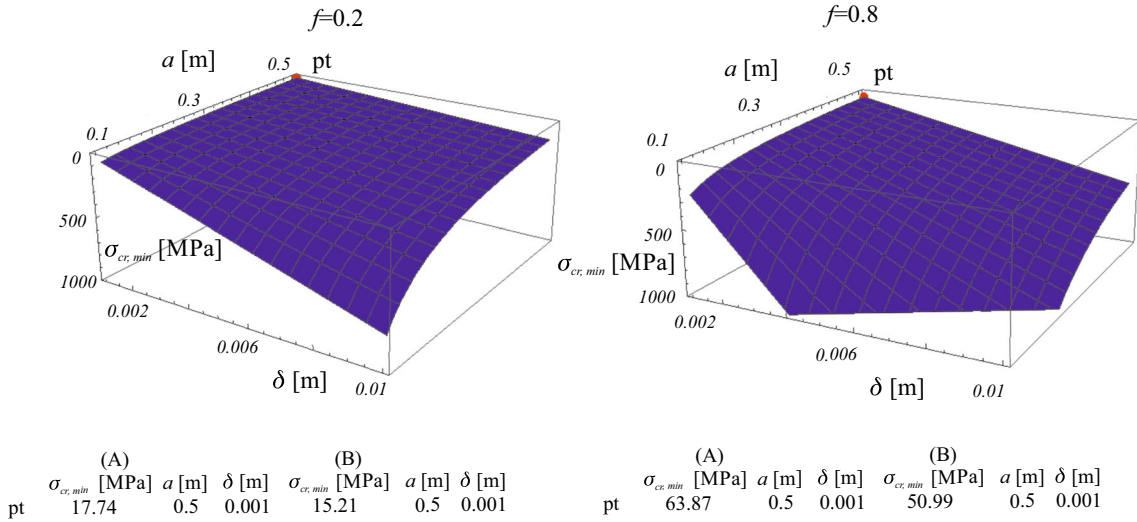 f=0.2
f=0.8
a [m]
0.5
pt
0.3
0.1
0
500
σcr, min [MPa]
1000
0.002
0.006
δ [m]
0.01
a [m]
0.5
pt
0.3
0.1
0
500
σcr, min [MPa]
1000
0.002
0.006
δ [m]
0.01
(A) (B)
σcr, min [MPa] a [m] δ [m] σcr, min [MPa] a [m] δ [m]
pt 17.74 0.5 0.001 15.21 0.5 0.001
(A) (B)
σcr, min [MPa] a [m] δ [m] σcr, min [MPa] a [m] δ [m]
pt 63.87 0.5 0.001 50.99 0.5 0.001